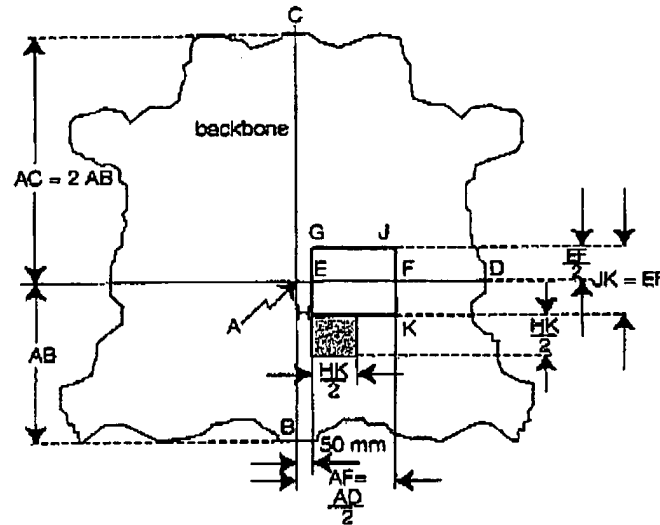 C
backbone
AC = 2 AB
G J
E F D
EF
2
JK = EF
A
K
AB
HK
2
HK
2
B
50 mm
AF=
AD
2